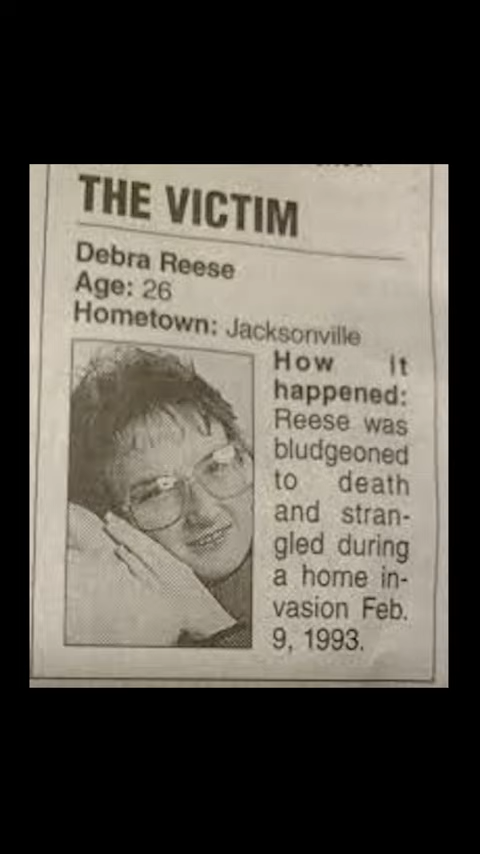 THE VICTIM
Debra Reese
Age: 26
Hometown: Jacksonville
How it
happened:
Reese was
bludgeoned
to death
and stran-
gled during
a home in-
vasion Feb.
9, 1993.